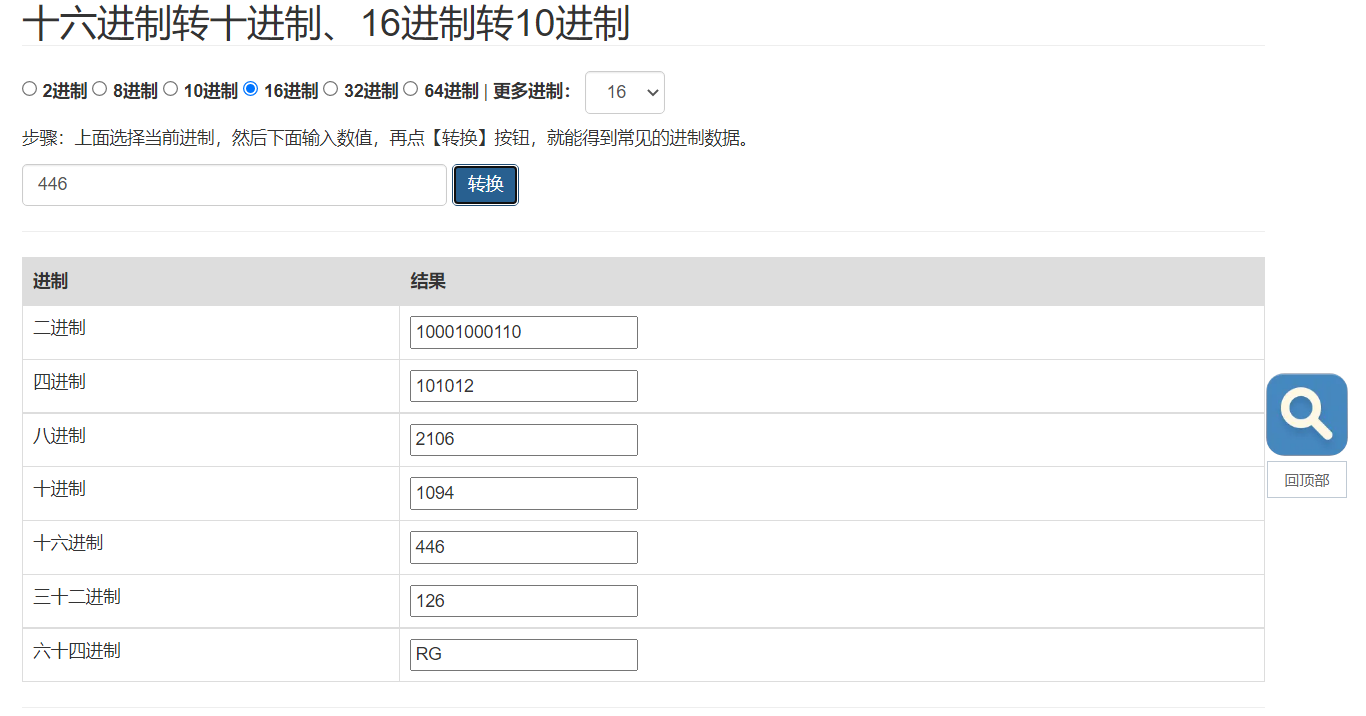 十六进制转十进制、16进制转10进制
2进制 8进制 10进制 16进制 32进制 64进制 | 更多进制： 16
步骤：上面选择当前进制，然后下面输入数值，再点【转换】按钮，就能得到常见的进制数据。
446 转换
进制 结果
二进制 10001000110
四进制 101012
八进制 2106
十进制 1094
十六进制 446
三十二进制 126
六十四进制 RG
回顶部